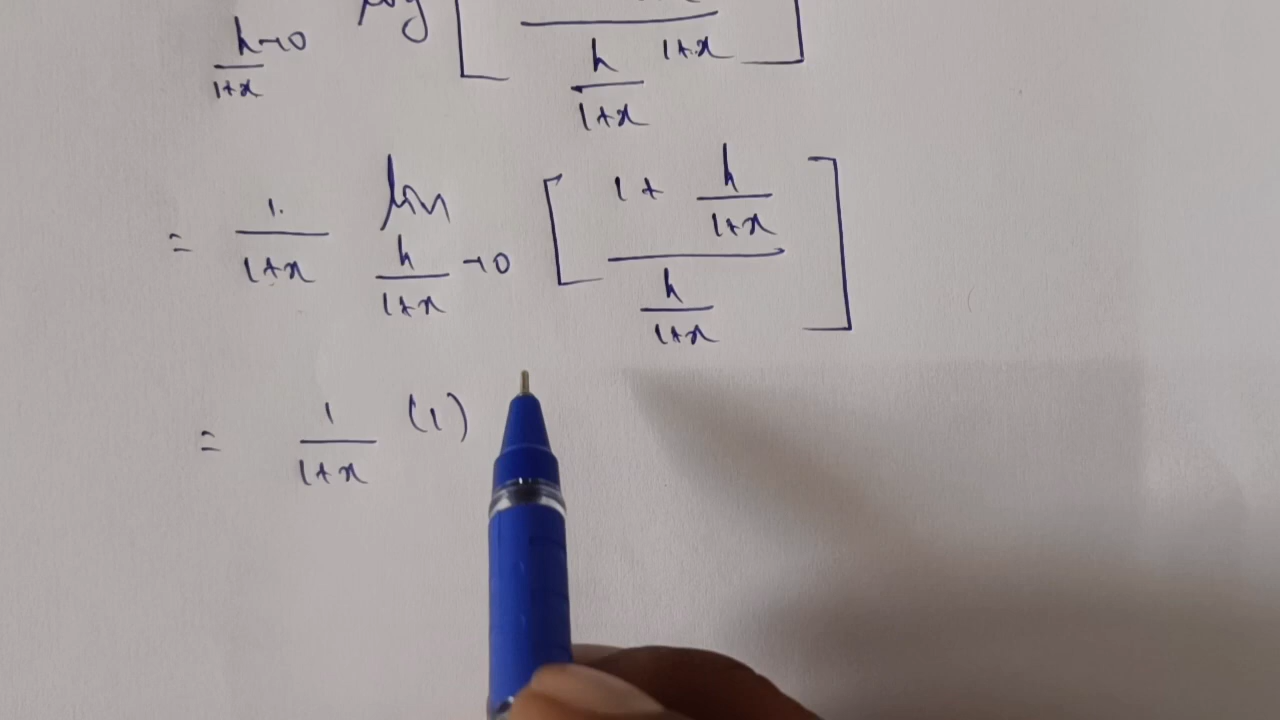 h→0 log [
h/(1+x) 1+x ]
1+x
= 1./(1+x) lim h/(1+x) →0 [ (1 + h/(1+x)) / (h/(1+x)) ]
= 1/(1+x) (1)